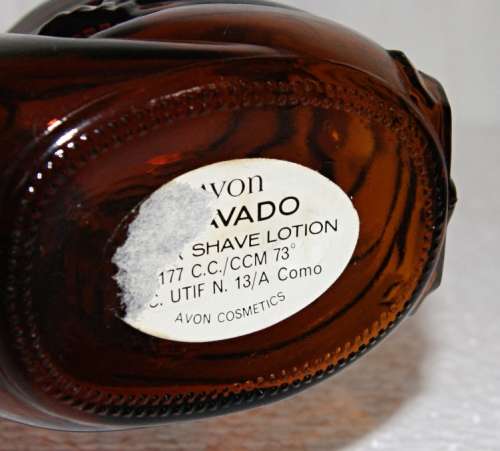 AVON
AVADO
SHAVE LOTION
177 C.C./CCM 73°
C. UTIF N. 13/A Como
AVON COSMETICS